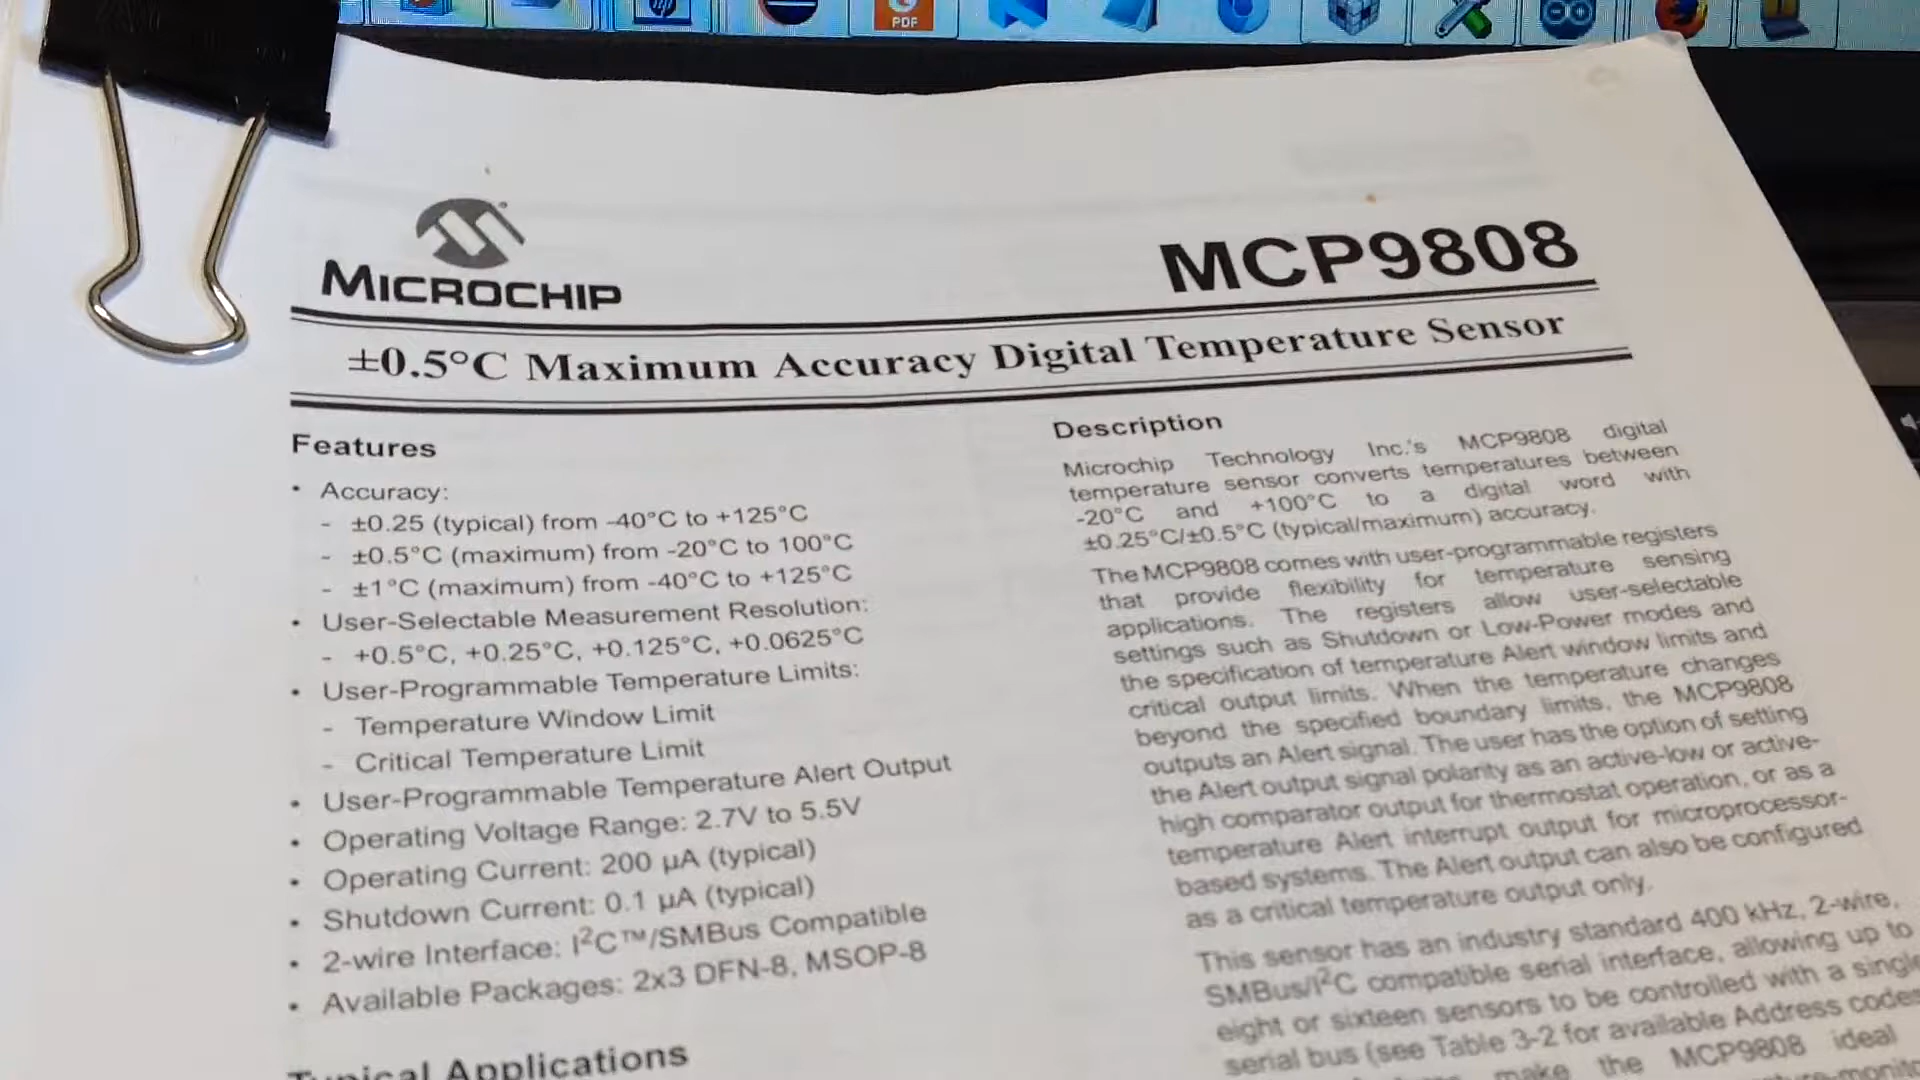 PDF
MICROCHIP
MCP9808
±0.5°C Maximum Accuracy Digital Temperature Sensor
Features
• Accuracy:
- ±0.25 (typical) from -40°C to +125°C
- ±0.5°C (maximum) from -20°C to 100°C
- ±1°C (maximum) from -40°C to +125°C
• User-Selectable Measurement Resolution:
- +0.5°C, +0.25°C, +0.125°C, +0.0625°C
• User-Programmable Temperature Limits:
- Temperature Window Limit
- Critical Temperature Limit
• User-Programmable Temperature Alert Output
• Operating Voltage Range: 2.7V to 5.5V
• Operating Current: 200 µA (typical)
• Shutdown Current: 0.1 µA (typical)
• 2-wire Interface: I²C™/SMBus Compatible
• Available Packages: 2x3 DFN-8, MSOP-8
Typical Applications
Description
Microchip Technology Inc.'s MCP9808 digital
temperature sensor converts temperatures between
-20°C and +100°C to a digital word with
±0.25°C/±0.5°C (typical/maximum) accuracy.
The MCP9808 comes with user-programmable registers
that provide flexibility for temperature sensing
applications. The registers allow user-selectable
settings such as Shutdown or Low-Power modes and
the specification of temperature Alert window limits and
critical output limits. When the temperature changes
beyond the specified boundary limits, the MCP9808
outputs an Alert signal. The user has the option of setting
the Alert output signal polarity as an active-low or active-
high comparator output for thermostat operation, or as a
temperature Alert interrupt output for microprocessor-
based systems. The Alert output can also be configured
as a critical temperature output only.
This sensor has an industry standard 400 kHz, 2-wire,
SMBus/I²C compatible serial interface, allowing up to
eight or sixteen sensors to be controlled with a single
serial bus (see Table 3-2 for available Address codes
make the MCP9808 ideal